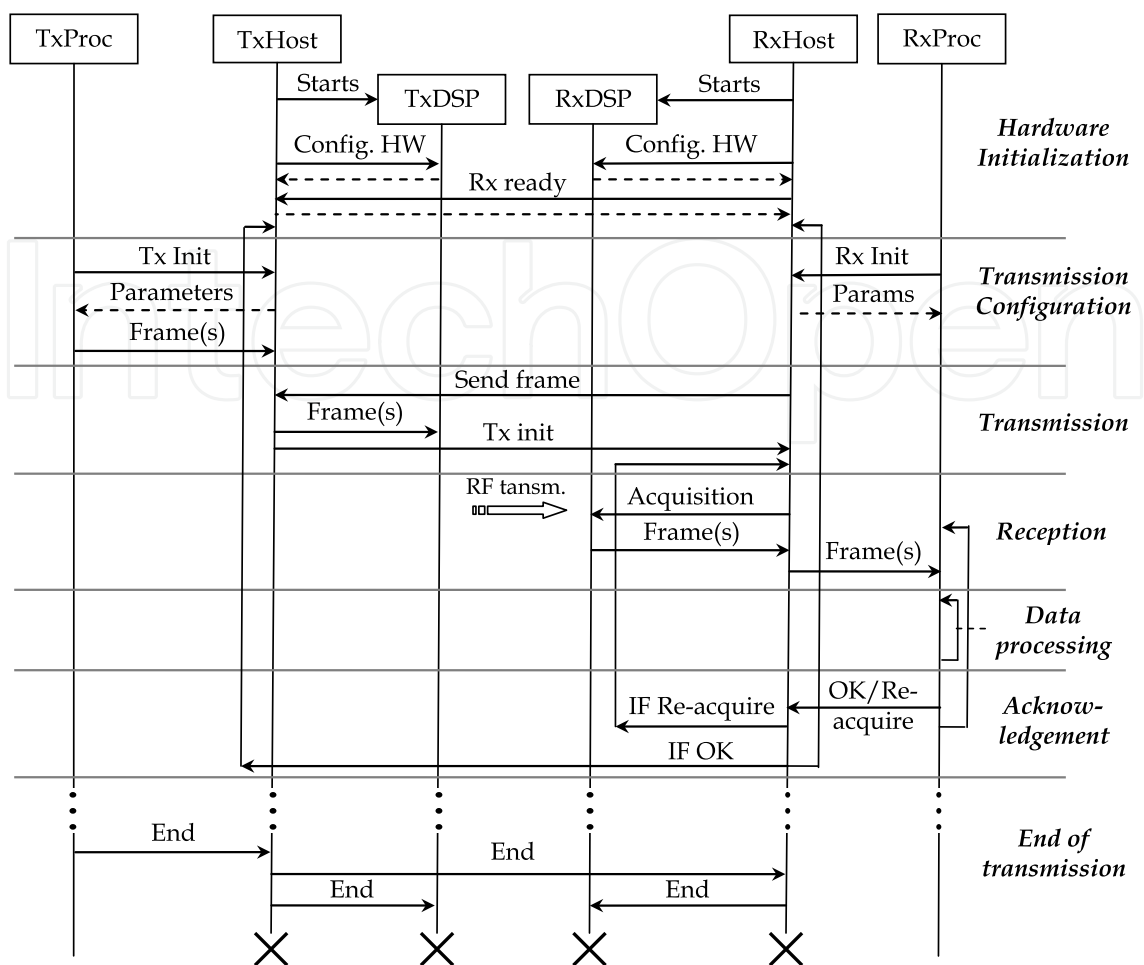 TxProc
TxHost
RxHost
RxProc
Starts
TxDSP
RxDSP
Starts
Hardware
Initialization
Config. HW
Config. HW
Rx ready
Tx Init
Rx Init
Transmission
Configuration
Parameters
Params
Frame(s)
IntechOpen
Send frame
Frame(s)
Tx init
Transmission
RF tansm.
Acquisition
Frame(s)
Frame(s)
Reception
Data
processing
IF Re-acquire
OK/Re-
acquire
Acknow-
ledgement
IF OK
End
End
End
End
End of
transmission